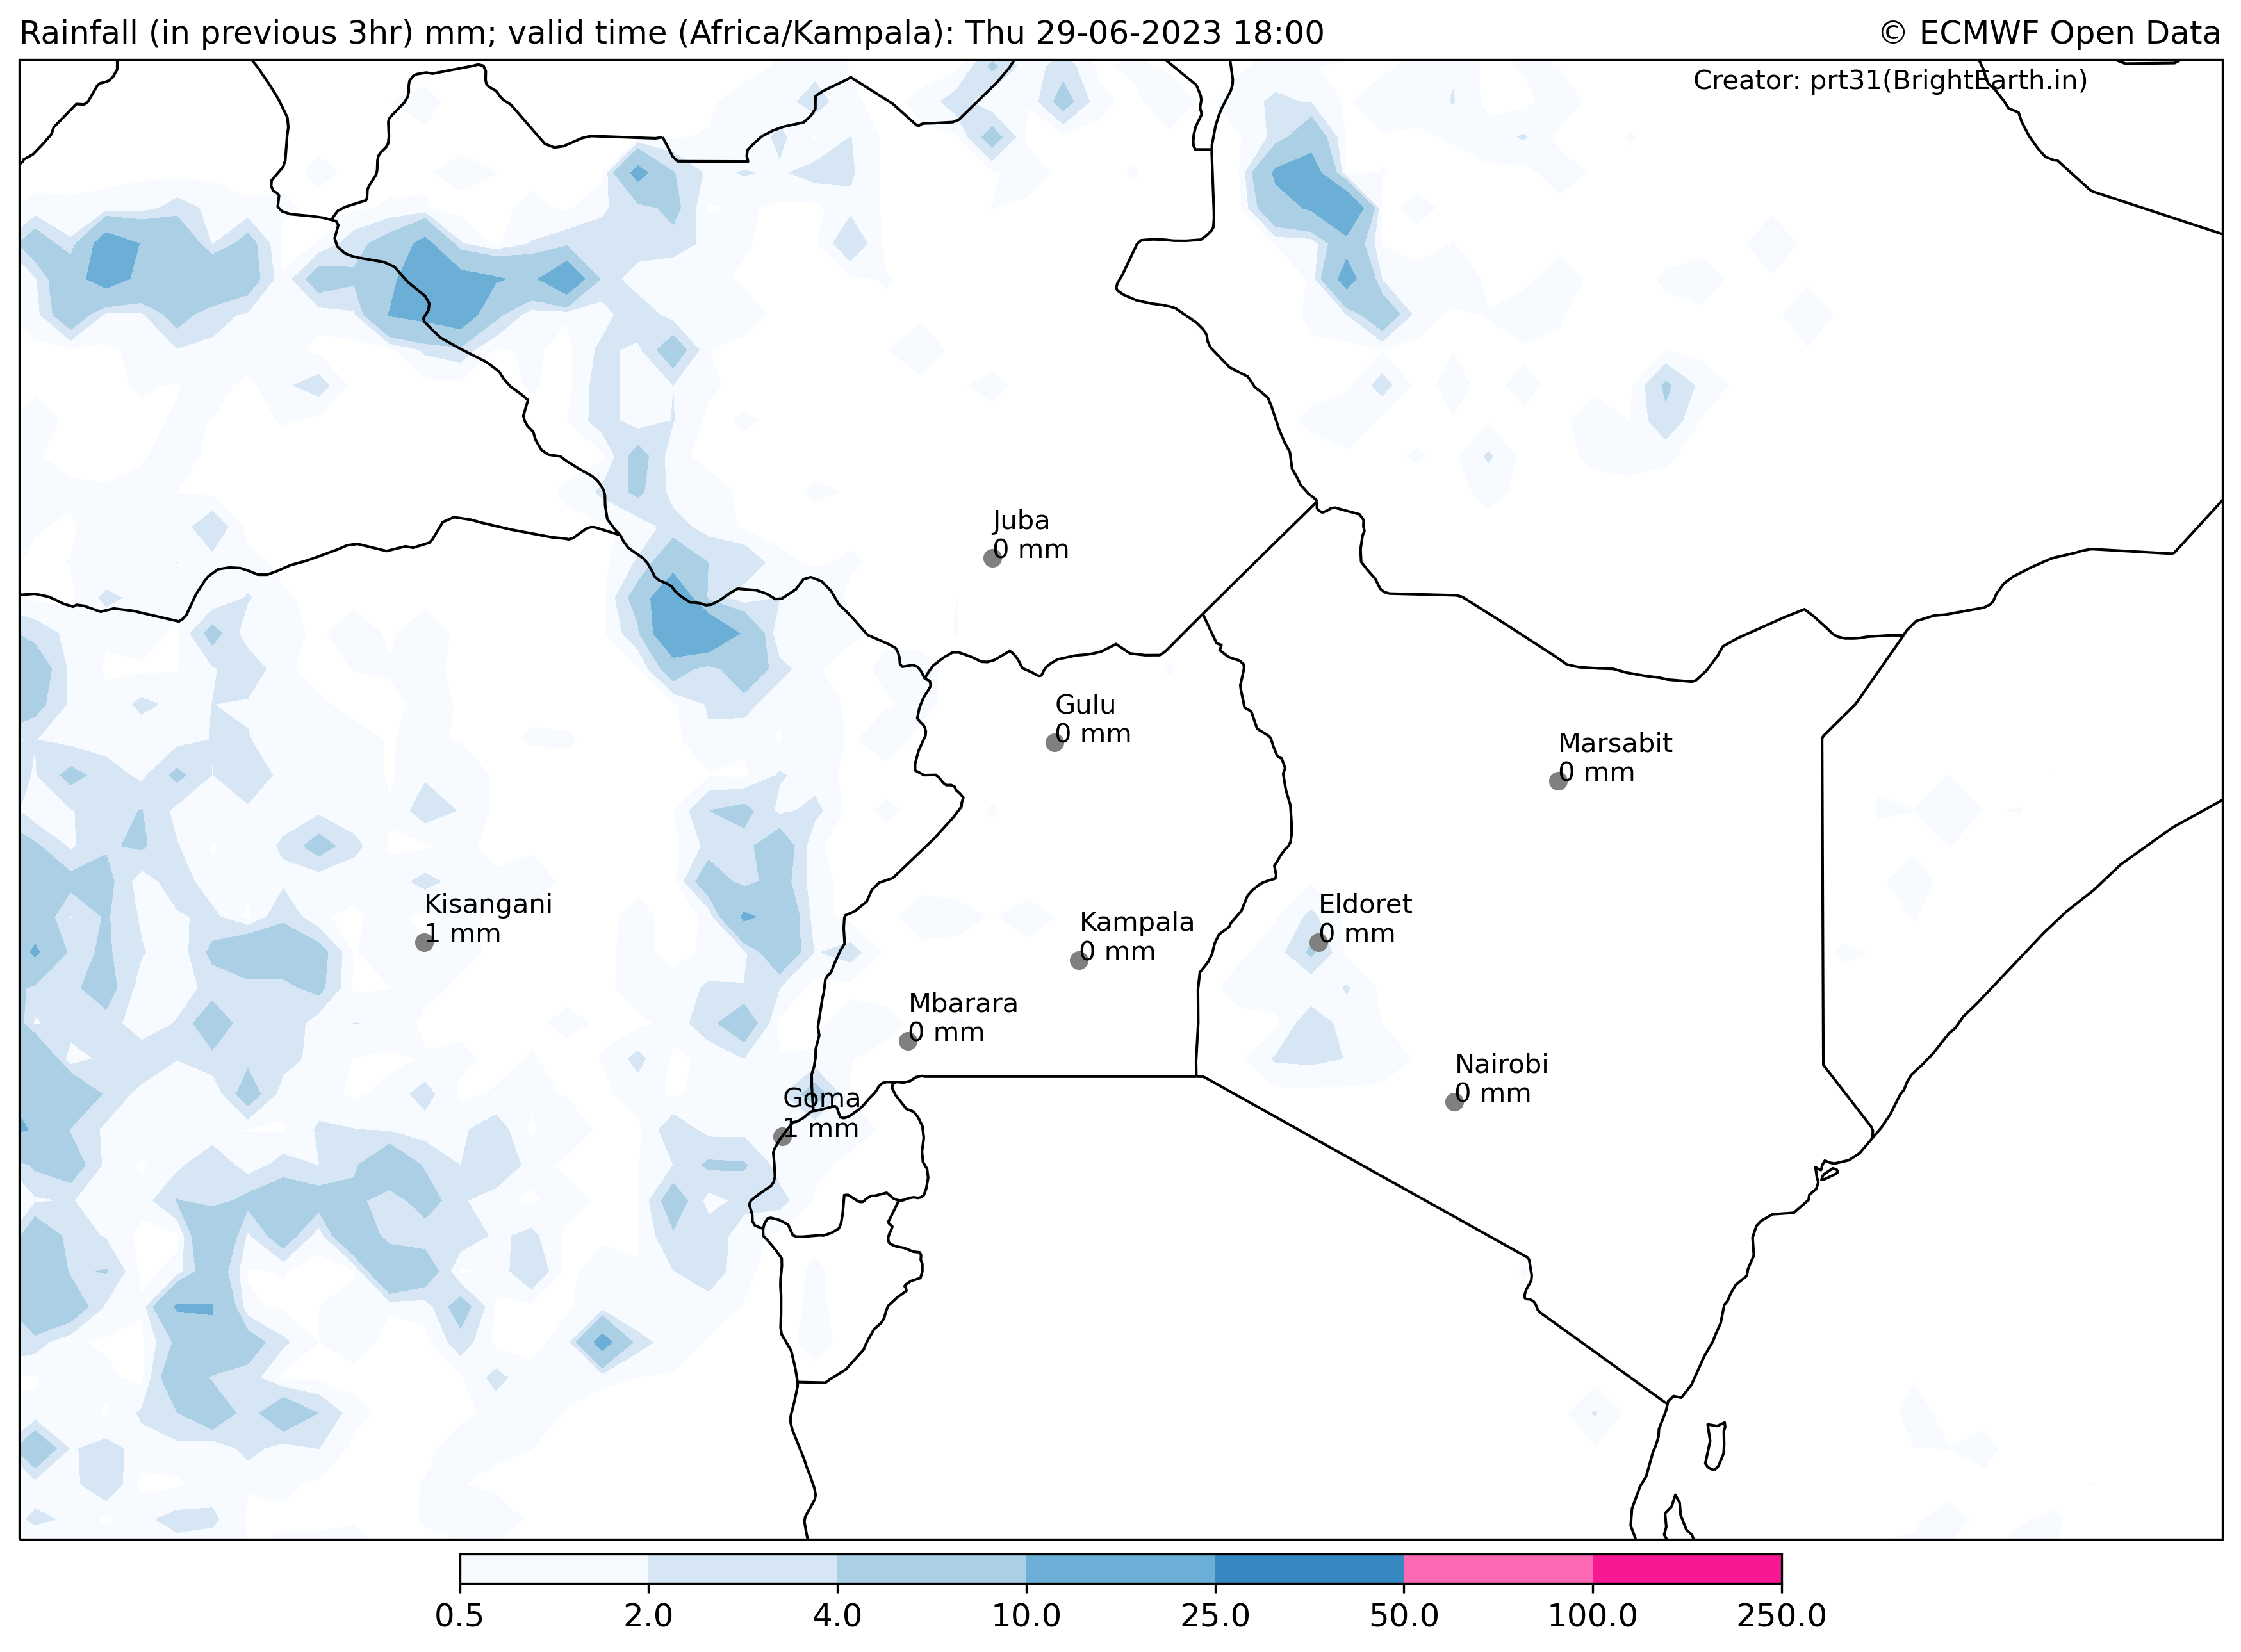 Rainfall (in previous 3hr) mm; valid time (Africa/Kampala): Thu 29-06-2023 18:00
© ECMWF Open Data
Creator: prt31(BrightEarth.in)
Juba
0 mm
Gulu
0 mm
Marsabit
0 mm
Kisangani
1 mm
Eldoret
0 mm
Kampala
0 mm
Mbarara
0 mm
Nairobi
0 mm
Goma
1 mm
0.5 2.0 4.0 10.0 25.0 50.0 100.0 250.0